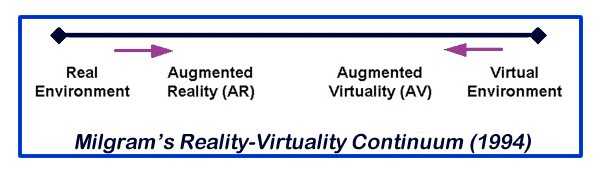 Real Environment
Augmented Reality (AR)
Augmented Virtuality (AV)
Virtual Environment
Milgram's Reality-Virtuality Continuum (1994)